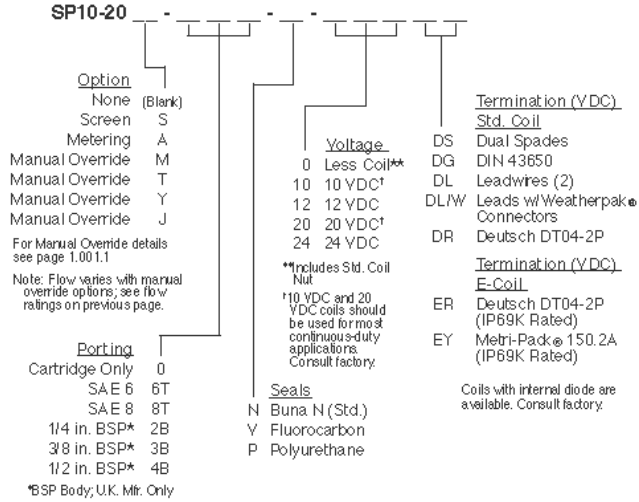 SP10-20 __ - ___ - _ - ___ __
Option
None (Blank)
Screen S
Metering A
Manual Override M
Manual Override T
Manual Override Y
Manual Override J
For Manual Override details
see page 1.001.1
Note: Flow varies with manual
override options; see flow
ratings on previous page.
Porting
Cartridge Only 0
SAE 6 6T
SAE 8 8T
1/4 in. BSP* 2B
3/8 in. BSP* 3B
1/2 in. BSP* 4B
*BSP Body; U.K. Mfr. Only
Seals
N Buna N (Std.)
V Fluorocarbon
P Polyurethane
Voltage
0 Less Coil**
10 10 VDC†
12 12 VDC
20 20 VDC†
24 24 VDC
**Includes Std. Coil
Nut
†10 VDC and 20
VDC coils should
be used for most
continuous-duty
applications.
Consult factory.
Termination (VDC)
Std. Coil
DS Dual Spades
DG DIN 43650
DL Leadwires (2)
DL/W Leads w/Weatherpak®
Connectors
DR Deutsch DT04-2P
Termination (VDC)
E-Coil
ER Deutsch DT04-2P
(IP69K Rated)
EY Metri-Pack® 150.2A
(IP69K Rated)
Coils with internal diode are
available. Consult factory.